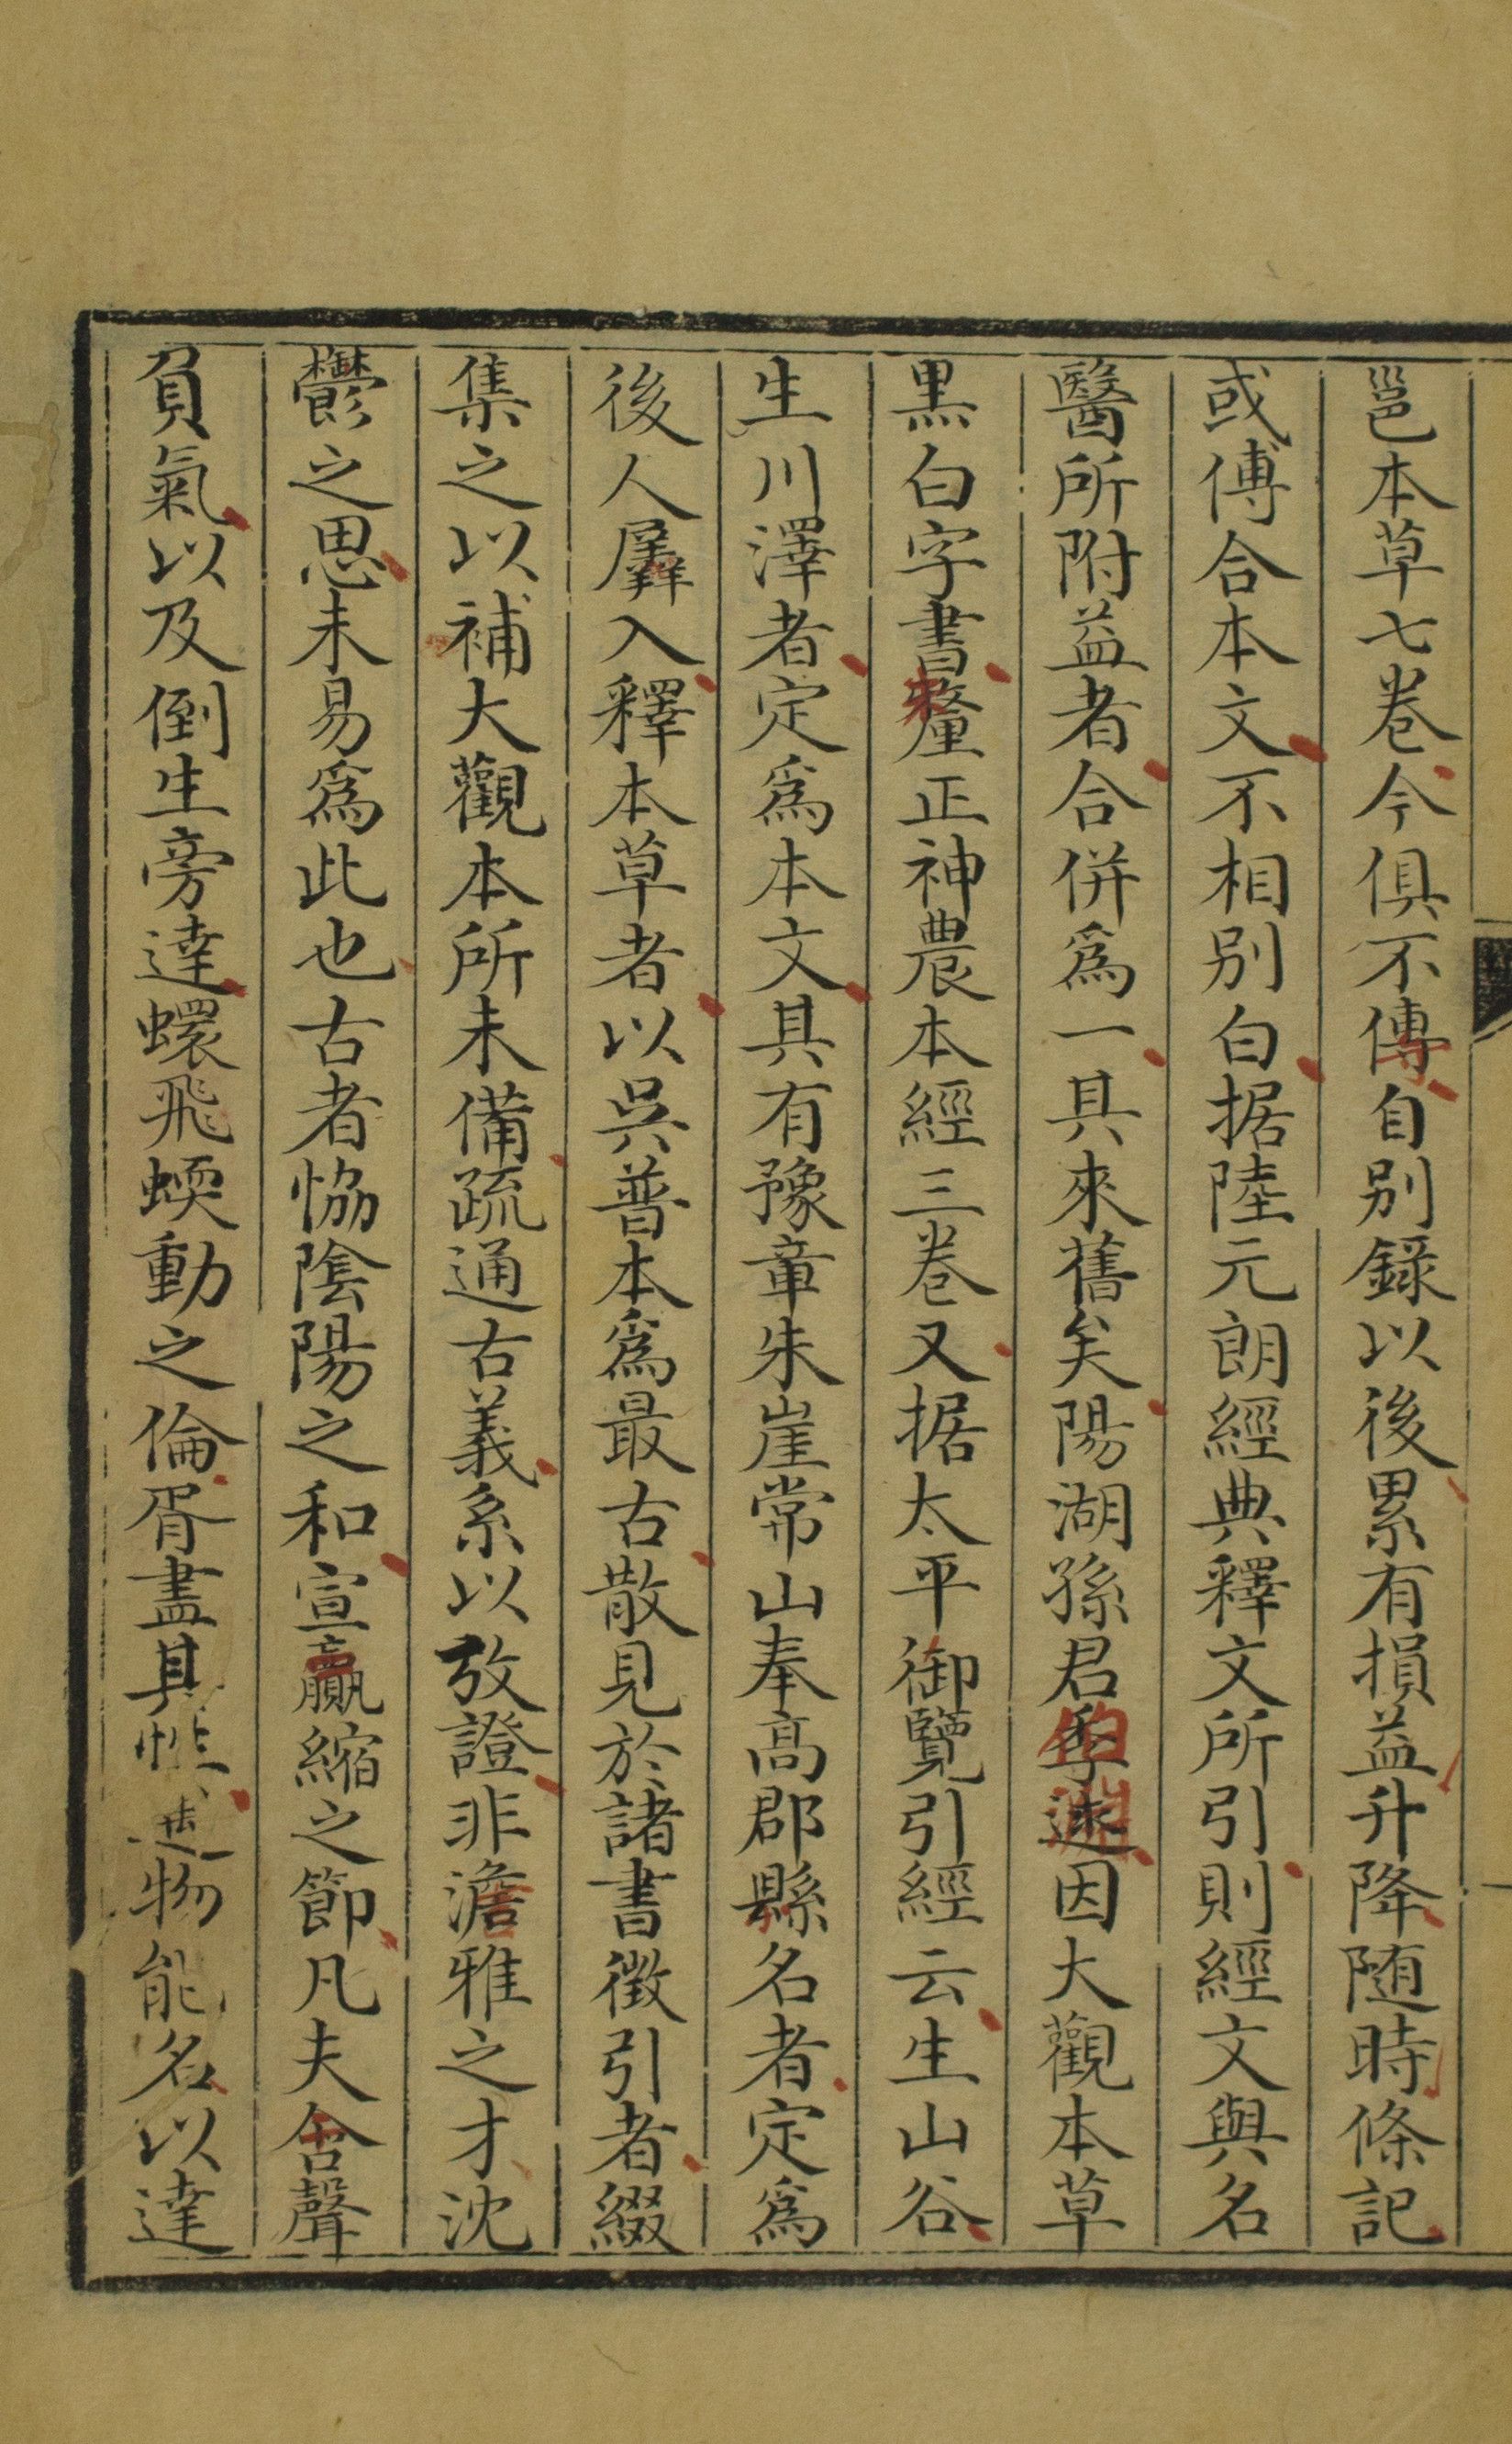 邕本草七卷今俱不傳自別錄以後累有損益升降随時條記
或傅合本文不相別白据陸元朗經典釋文所引則經文與名
醫所附益者合併爲一其來舊矣陽湖孫君季逑因大觀本草
黒白字書釐正神農本經三卷又据太平御覽引經云生山谷
生川澤者定爲本文其有豫章朱崖常山奉高郡縣名者定爲
後人羼入釋本草者以吳普本爲最古散見於諸書徵引者綴
集之以補大觀本所未備疏通古義系以攷證非澹雅之才沈
鬱之思未易爲此也古者恊陰陽之和宣贏縮之節凡夫含聲
負氣以及倒生旁達蠉飛蝡動之倫胥盡其性遂物能名以達